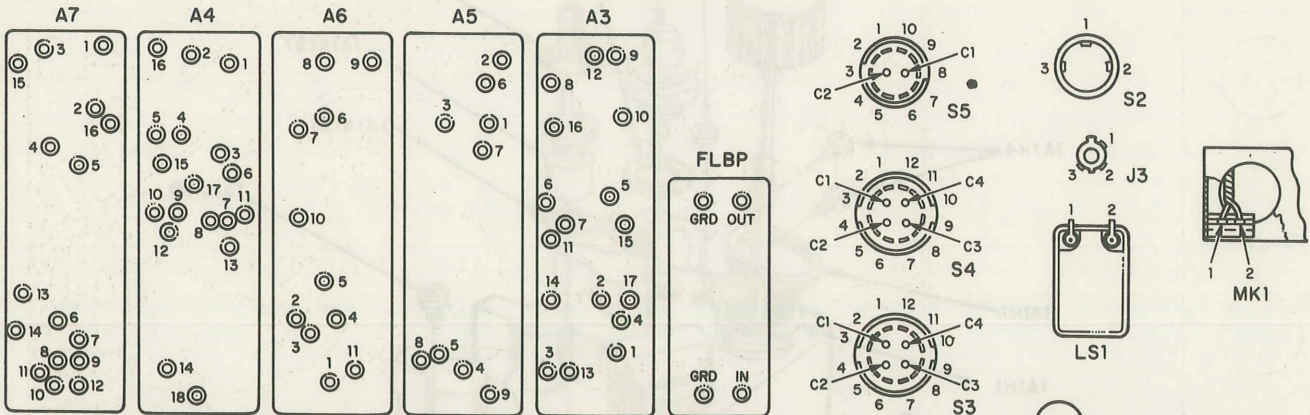 A7 A4 A6 A5 A3
3 1 15 2 16 4 5 13 6 14 7 8 9 11 10 12
16 2 1 5 4 3 15 6 17 10 9 7 11 8 12 13 14 18
8 9 6 7 10 5 2 4 3 11 1
2 6 3 1 7 8 5 4 9
12 9 8 10 16 6 5 7 15 11 14 2 17 4 1 3 13
FLBP
GRD OUT
GRD IN
1 10 2 9 C1 3 8 C2 4 7 5 6
S5
1 12 2 11 C1 C4 3 10 C2 4 9 C3 5 8 6 7
S4
1 12 2 11 C1 C4 3 10 C2 4 9 C3 5 8 6 7
S3
1
3 2
S2
1
3 2
J3
1 2
LS1
1 2
MK1